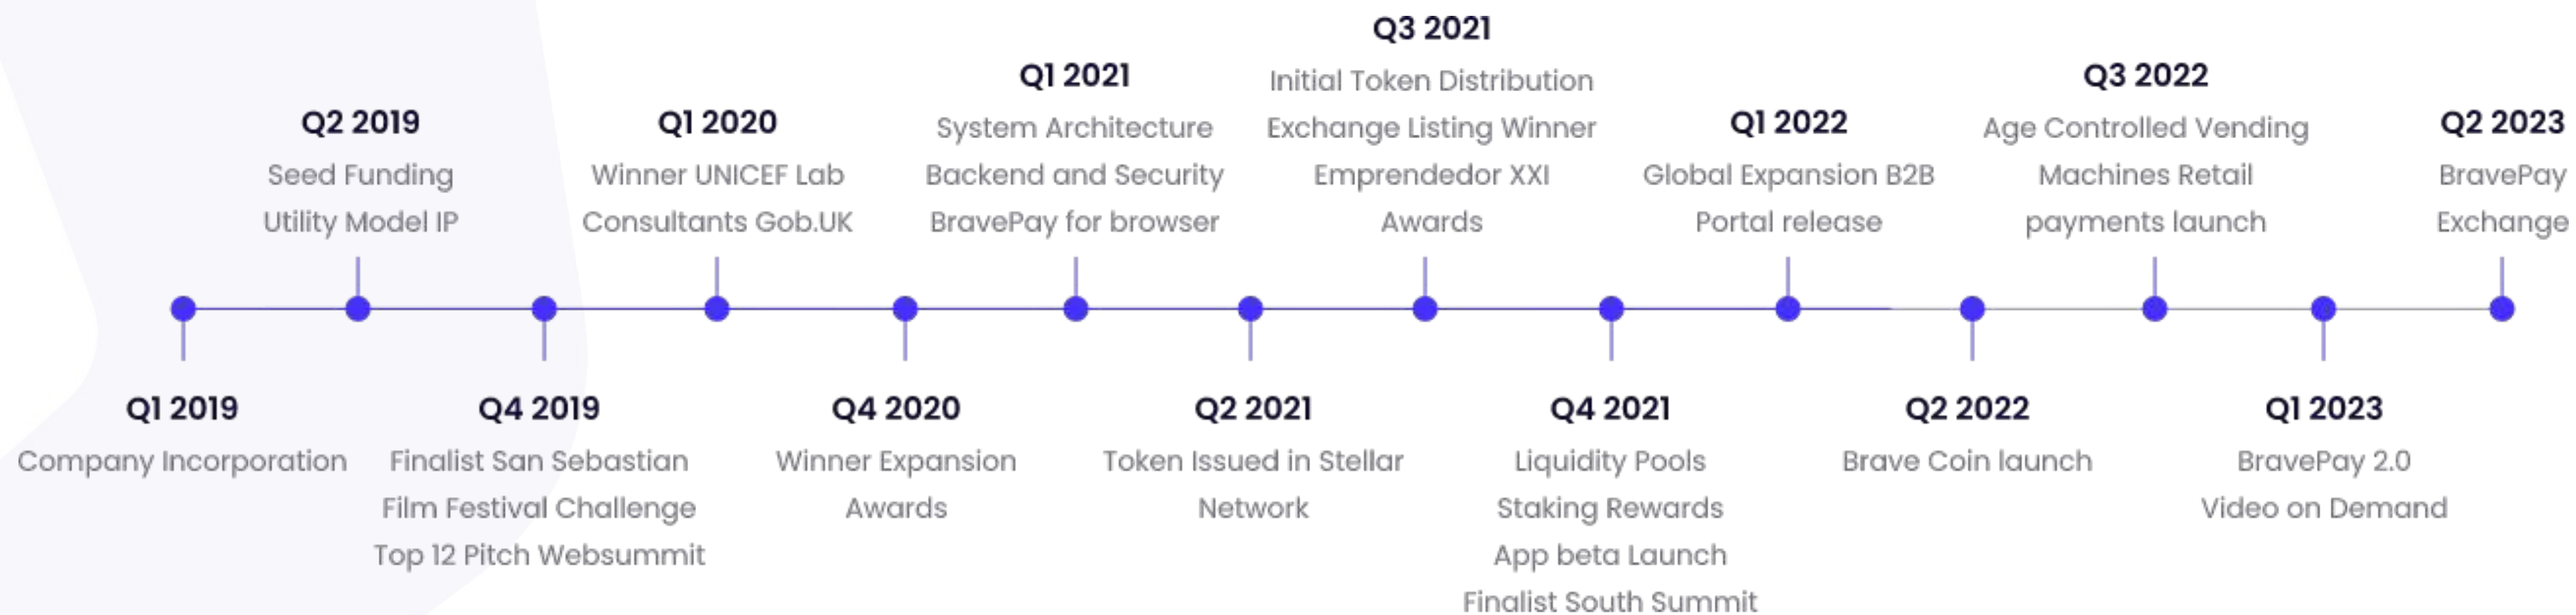 Q1 2019
Company Incorporation
Q2 2019
Seed Funding
Utility Model IP
Q4 2019
Finalist San Sebastian
Film Festival Challenge
Top 12 Pitch Websummit
Q1 2020
Winner UNICEF Lab
Consultants Gob.UK
Q4 2020
Winner Expansion
Awards
Q1 2021
System Architecture
Backend and Security
BravePay for browser
Q2 2021
Token Issued in Stellar
Network
Q3 2021
Initial Token Distribution
Exchange Listing Winner
Emprendedor XXI
Awards
Q4 2021
Liquidity Pools
Staking Rewards
App beta Launch
Finalist South Summit
Q1 2022
Global Expansion B2B
Portal release
Q2 2022
Brave Coin launch
Q3 2022
Age Controlled Vending
Machines Retail
payments launch
Q1 2023
BravePay 2.0
Video on Demand
Q2 2023
BravePay
Exchange